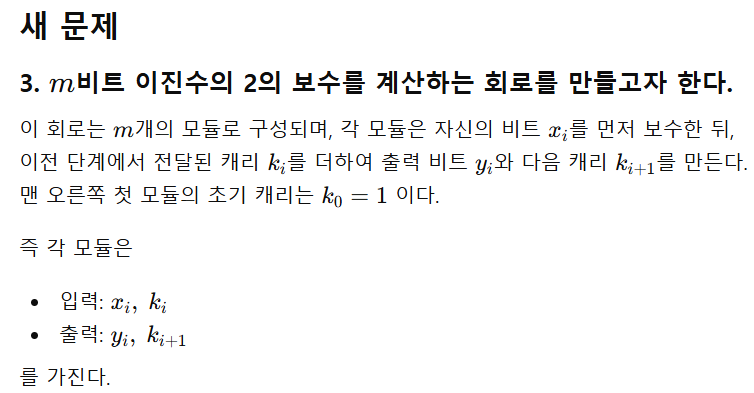 새 문제
3. m비트 이진수의 2의 보수를 계산하는 회로를 만들고자 한다.
이 회로는 m개의 모듈로 구성되며, 각 모듈은 자신의 비트 xᵢ를 먼저 보수한 뒤,
이전 단계에서 전달된 캐리 kᵢ를 더하여 출력 비트 yᵢ와 다음 캐리 kᵢ₊₁를 만든다.
맨 오른쪽 첫 모듈의 초기 캐리는 k₀ = 1 이다.
즉 각 모듈은
• 입력: xᵢ, kᵢ
• 출력: yᵢ, kᵢ₊₁
를 가진다.